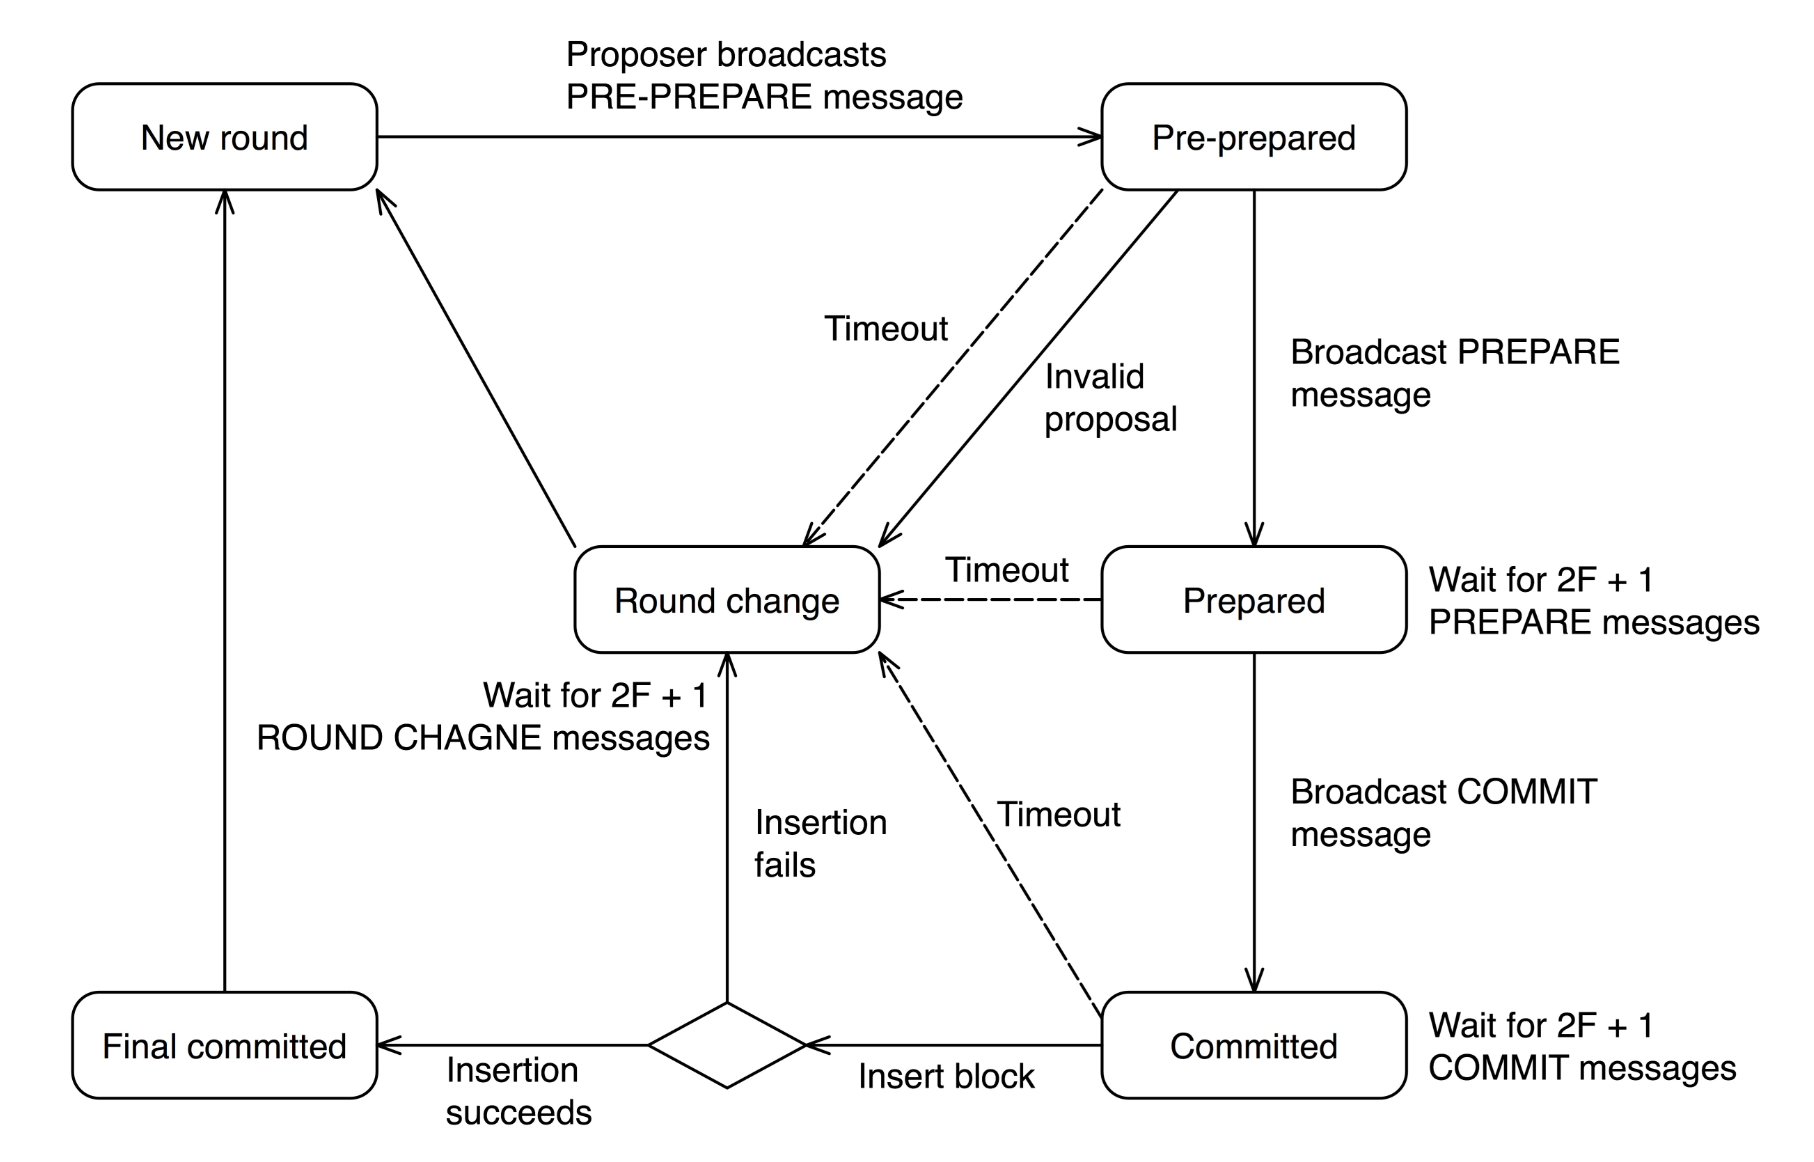 Proposer broadcasts
PRE-PREPARE message
New round
Pre-prepared
Timeout
Invalid
proposal
Broadcast PREPARE
message
Timeout
Round change
Prepared
Wait for 2F + 1
PREPARE messages
Wait for 2F + 1
ROUND CHAGNE messages
Insertion
fails
Timeout
Broadcast COMMIT
message
Final committed
Insertion
succeeds
Insert block
Committed
Wait for 2F + 1
COMMIT messages